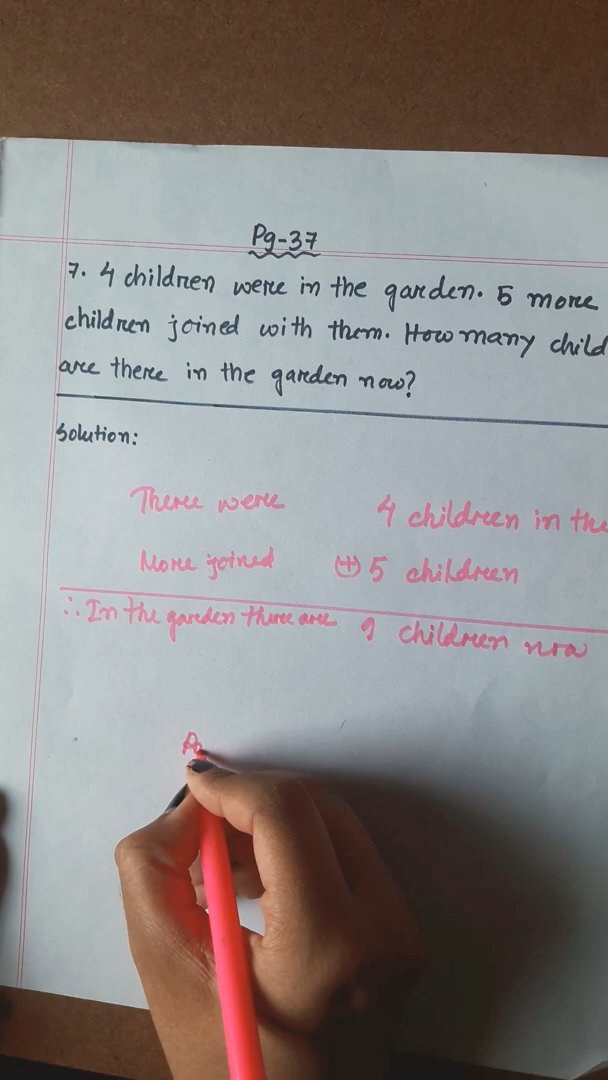 Pg-37
7. 4 children were in the garden. 5 more
children joined with them. How many child
are there in the garden now?
Solution:
There were 4 children in the
More joined (+) 5 children
∴ In the garden there are 9 children now